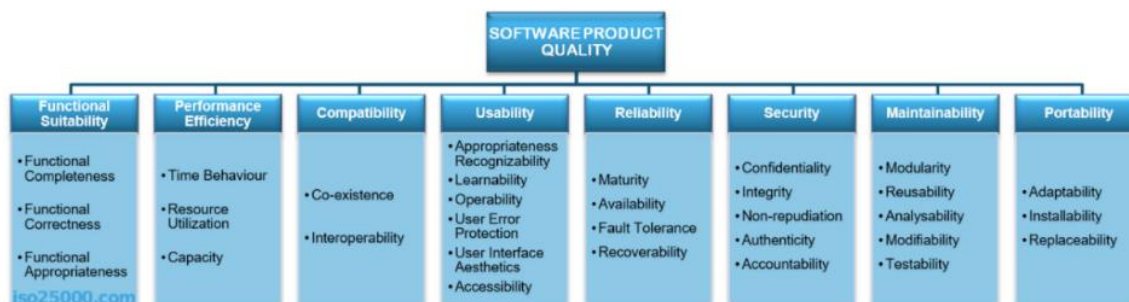 SOFTWARE PRODUCT
QUALITY
Functional
Suitability
• Functional
Completeness
• Functional
Correctness
• Functional
Appropriateness
Performance
Efficiency
• Time Behaviour
• Resource
Utilization
• Capacity
Compatibility
• Co-existence
• Interoperability
Usability
• Appropriateness
Recognizability
• Learnability
• Operability
• User Error
Protection
• User Interface
Aesthetics
• Accessibility
Reliability
• Maturity
• Availability
• Fault Tolerance
• Recoverability
Security
• Confidentiality
• Integrity
• Non-repudiation
• Authenticity
• Accountability
Maintainability
• Modularity
• Reusability
• Analysability
• Modifiability
• Testability
Portability
• Adaptability
• Installability
• Replaceability
iso25000.com